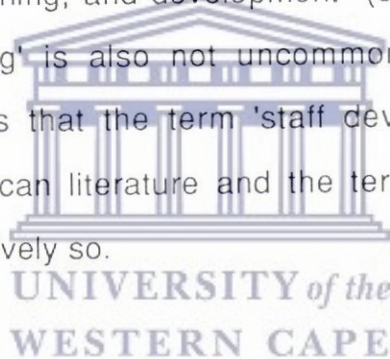 ning, and development.
g' is also not uncommon
s that the term 'staff dev
can literature and the ter
vely so.
UNIVERSITY of the
WESTERN CAPE